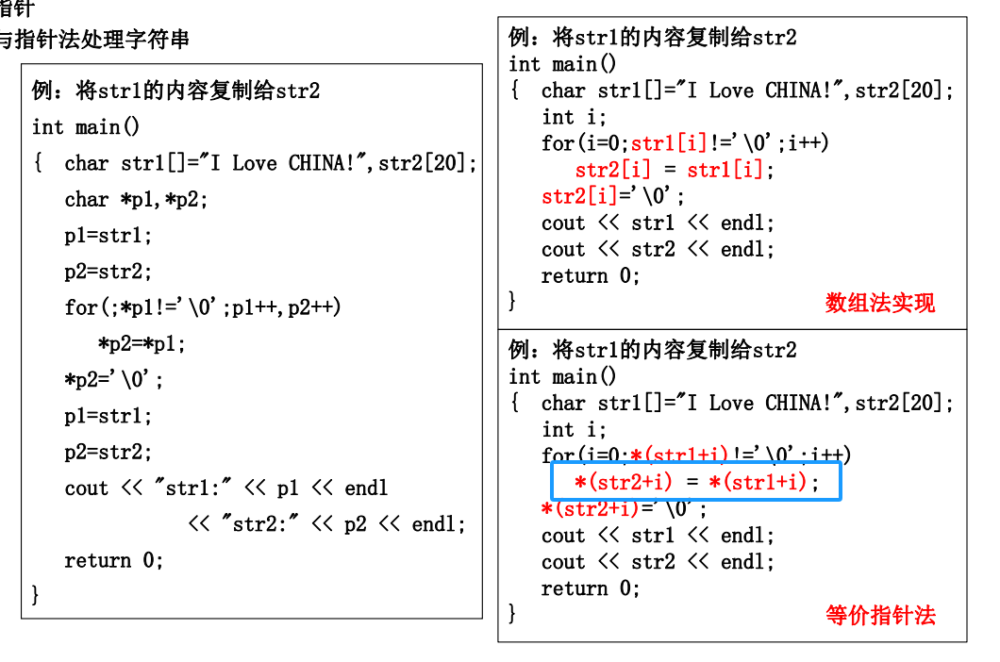 指针
与指针法处理字符串
例：将str1的内容复制给str2
int main()
{ char str1[]="I Love CHINA!",str2[20];
char *p1,*p2;
p1=str1;
p2=str2;
for(;*p1!='\0';p1++,p2++)
*p2=*p1;
*p2='\0';
p1=str1;
p2=str2;
cout << "str1:" << p1 << endl
<< "str2:" << p2 << endl;
return 0;
}
例：将str1的内容复制给str2
int main()
{ char str1[]="I Love CHINA!",str2[20];
int i;
for(i=0;str1[i]!='\0';i++)
str2[i] = str1[i];
str2[i]='\0';
cout << str1 << endl;
cout << str2 << endl;
return 0;
}
数组法实现
例：将str1的内容复制给str2
int main()
{ char str1[]="I Love CHINA!",str2[20];
int i;
for(i=0;*(str1+i)!='\0';i++)
*(str2+i) = *(str1+i);
*(str2+i)='\0';
cout << str1 << endl;
cout << str2 << endl;
return 0;
}
等价指针法